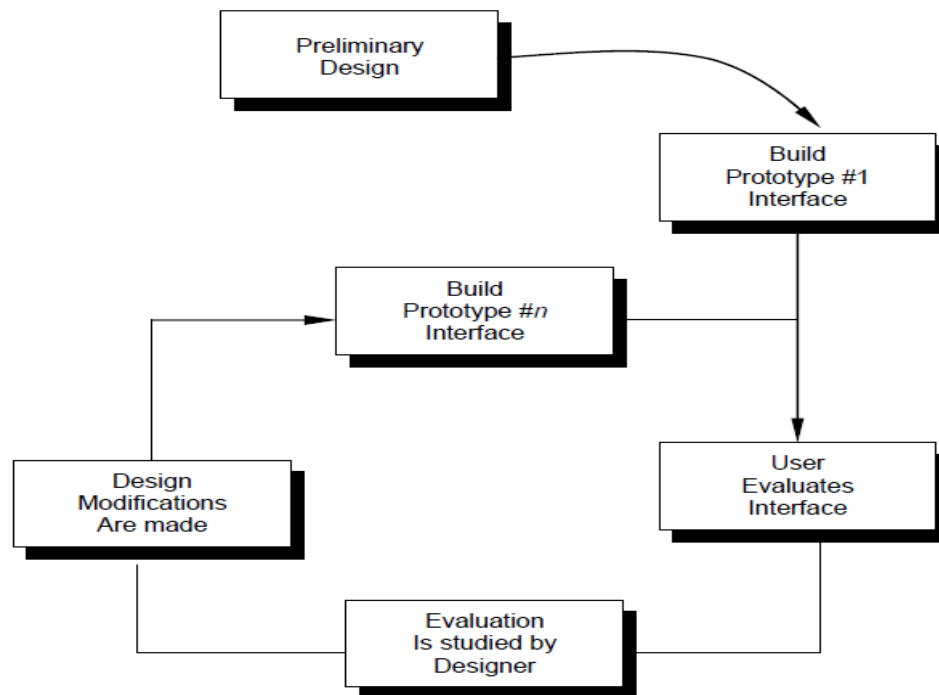 Preliminary
Design
Build
Prototype #1
Interface
Build
Prototype #n
Interface
User
Evaluates
Interface
Evaluation
Is studied by
Designer
Design
Modifications
Are made